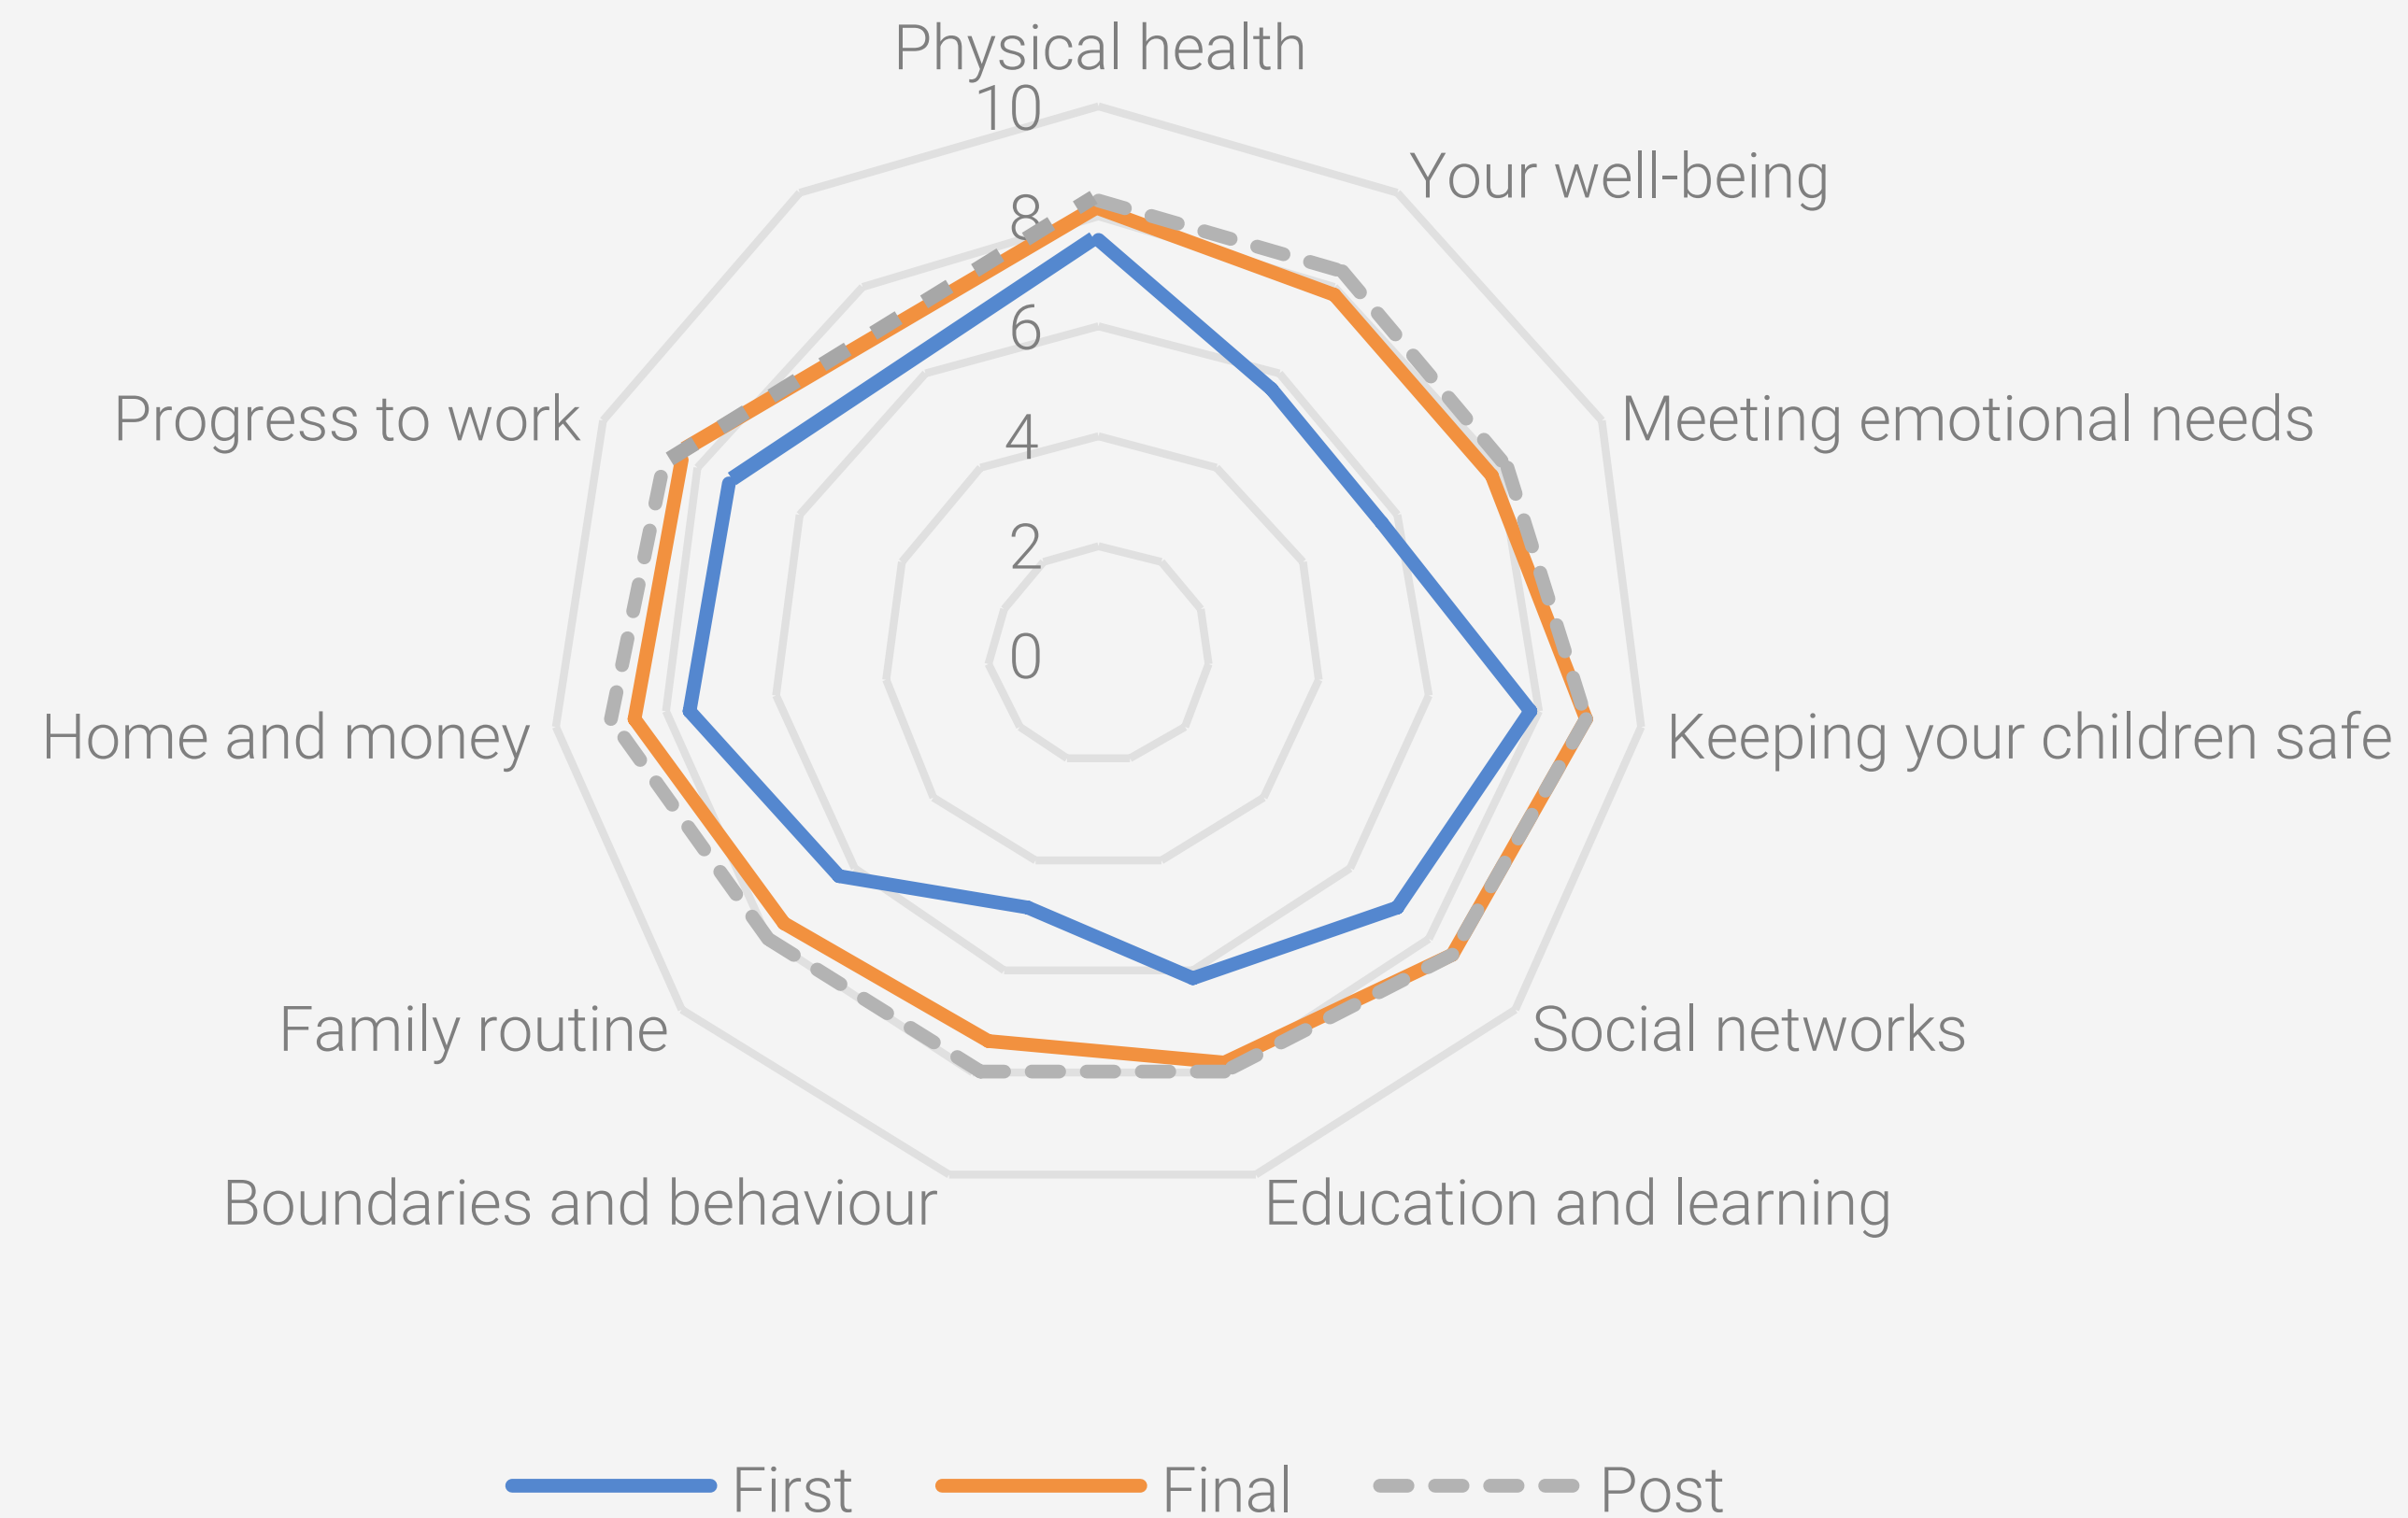 Physical health
10
Your well-being
8
6
Progress to work
4
Meeting emotional needs
2
0
Home and money
Keeping your children safe
Family routine
Social networks
Boundaries and behaviour
Education and learning
First
Final
Post